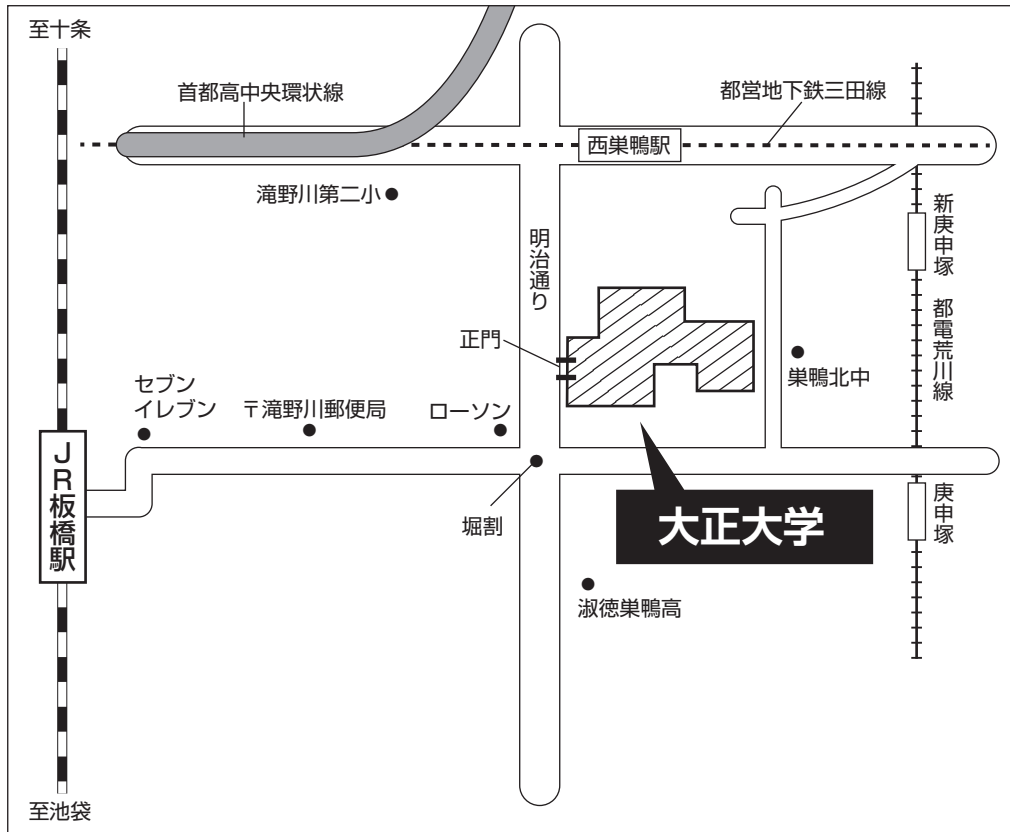 至十条
首都高中央環状線
都営地下鉄三田線
西巣鴨駅
滝野川第二小
新庚申塚
明治通り
都電荒川線
正門
巣鴨北中
セブン
イレブン
〒滝野川郵便局
ローソン
JR板橋駅
堀割
大正大学
庚申塚
淑徳巣鴨高
至池袋